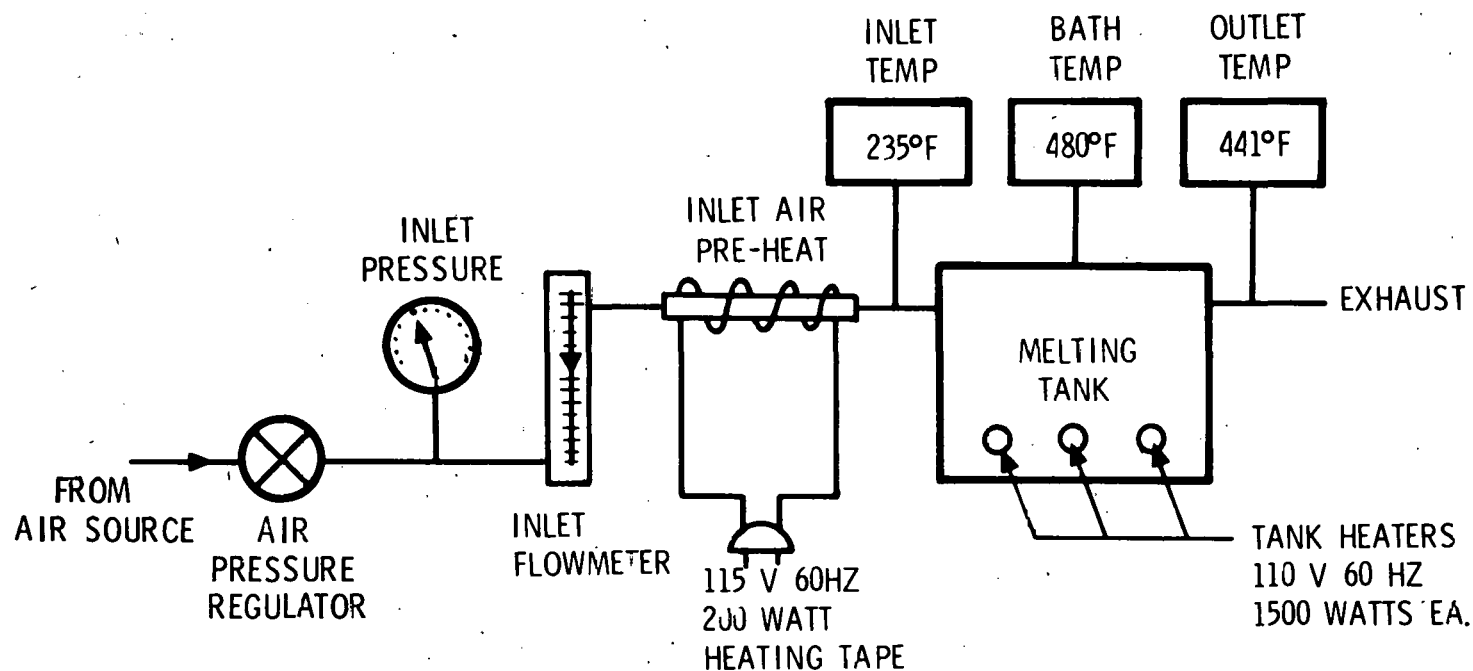 INLET
TEMP
BATH
TEMP
OUTLET
TEMP
235°F
480°F
441°F
INLET AIR
PRE-HEAT
INLET
PRESSURE
EXHAUST
MELTING
TANK
FROM
AIR SOURCE
AIR
PRESSURE
REGULATOR
INLET
FLOWMETER
115 V 60HZ
200 WATT
HEATING TAPE
TANK HEATERS
110 V 60 HZ
1500 WATTS EA.